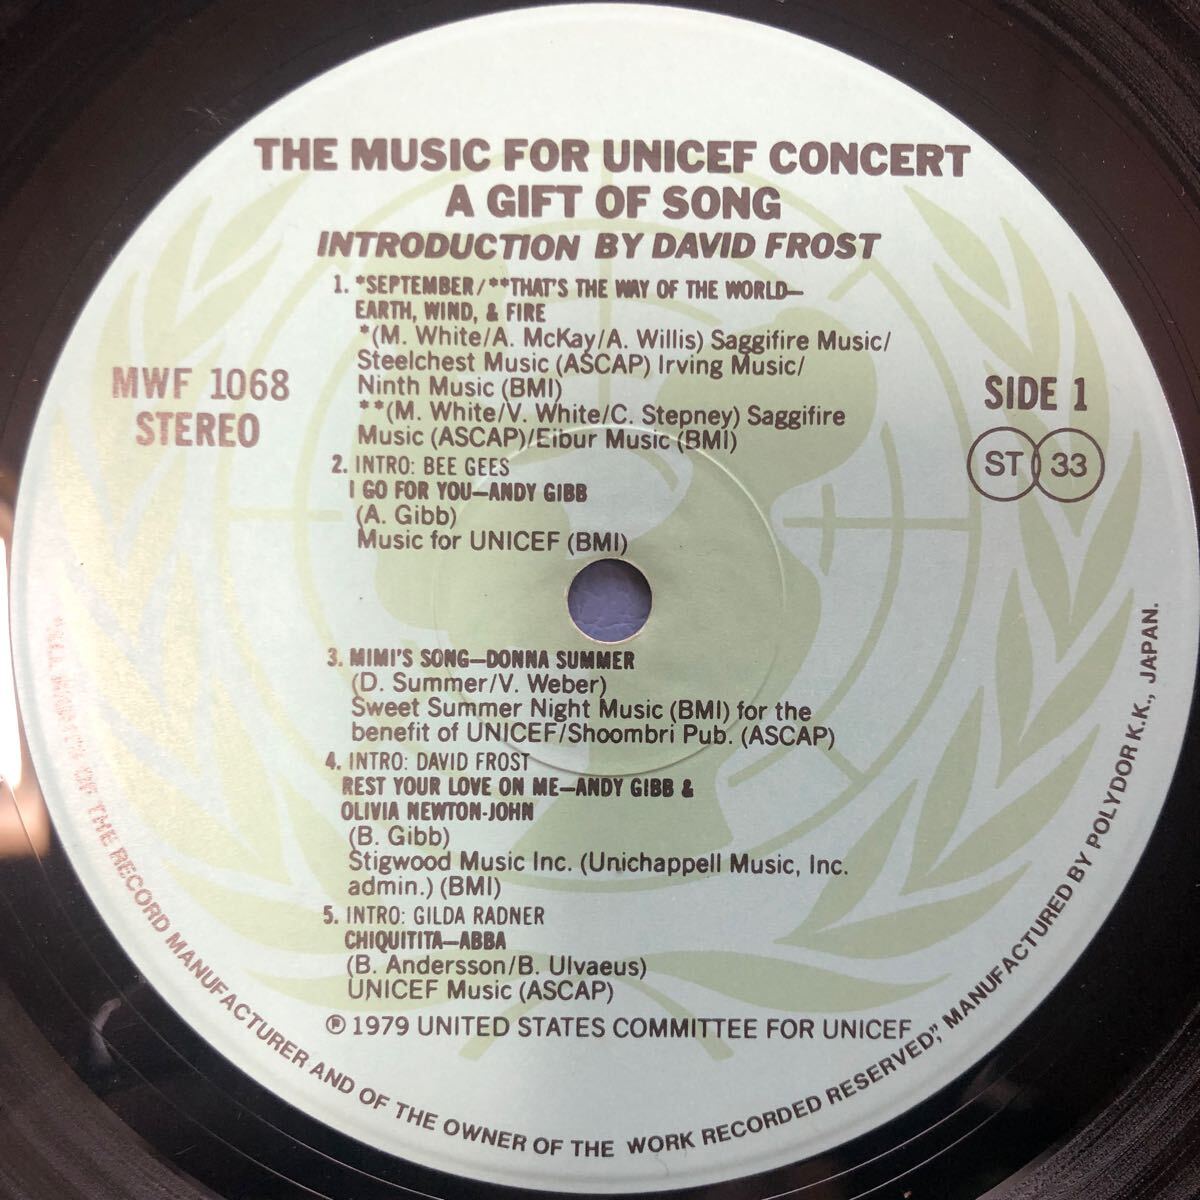 THE MUSIC FOR UNICEF CONCERT
A GIFT OF SONG
INTRODUCTION BY DAVID FROST
1. *SEPTEMBER/**THAT'S THE WAY OF THE WORLD—
EARTH, WIND, & FIRE
*(M. White/A. McKay/A. Willis) Saggifire Music/
Steelchest Music (ASCAP) Irving Music/
Ninth Music (BMI)
**(M. White/V. White/C. Stepney) Saggifire
Music (ASCAP)/Eibur Music (BMI)
MWF 1068
STEREO
SIDE 1
ST 33
2. INTRO: BEE GEES
I GO FOR YOU—ANDY GIBB
(A. Gibb)
Music for UNICEF (BMI)
3. MIMI'S SONG—DONNA SUMMER
(D. Summer/V. Weber)
Sweet Summer Night Music (BMI) for the
benefit of UNICEF/Shoombri Pub. (ASCAP)
4. INTRO: DAVID FROST
REST YOUR LOVE ON ME—ANDY GIBB &
OLIVIA NEWTON-JOHN
(B. Gibb)
Stigwood Music Inc. (Unichappell Music, Inc.
admin.) (BMI)
5. INTRO: GILDA RADNER
CHIQUITITA—ABBA
(B. Andersson/B. Ulvaeus)
UNICEF Music (ASCAP)
℗ 1979 UNITED STATES COMMITTEE FOR UNICEF
"ALL RIGHTS OF THE RECORD MANUFACTURER AND OF THE OWNER OF THE WORK RECORDED RESERVED," MANUFACTURED BY POLYDOR K.K., JAPAN.